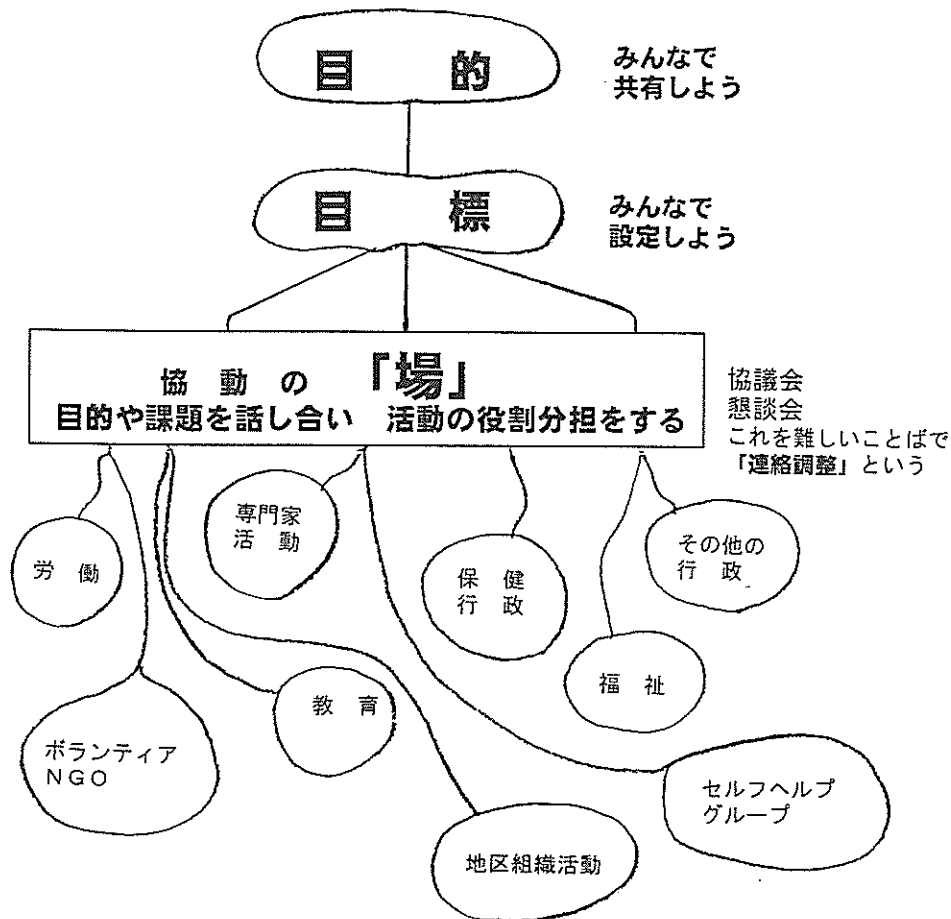 目 的
みんなで
共有しよう
目 標
みんなで
設定しよう
協 動 の 「場」
目的や課題を話し合い 活動の役割分担をする
協議会
懇談会
これを難しいことばで
「連絡調整」という
労 働
専門家
活 動
保 健
行 政
その他の
行 政
ボランティア
NGO
教 育
福 祉
セルフヘルプ
グループ
地区組織活動